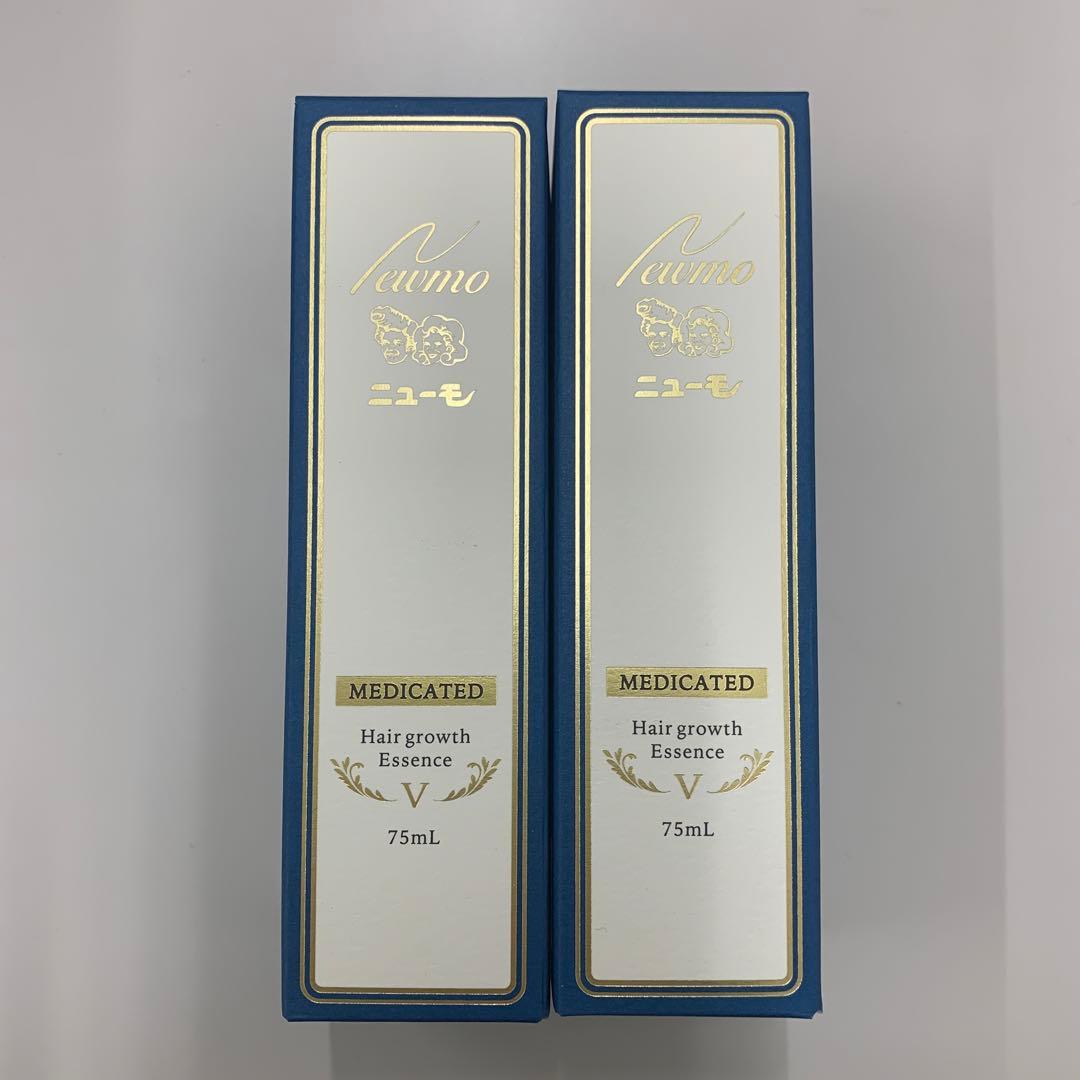 Newmo
ニューモ
MEDICATED
Hair growth
Essence
V
75mL
Newmo
ニューモ
MEDICATED
Hair growth
Essence
V
75mL